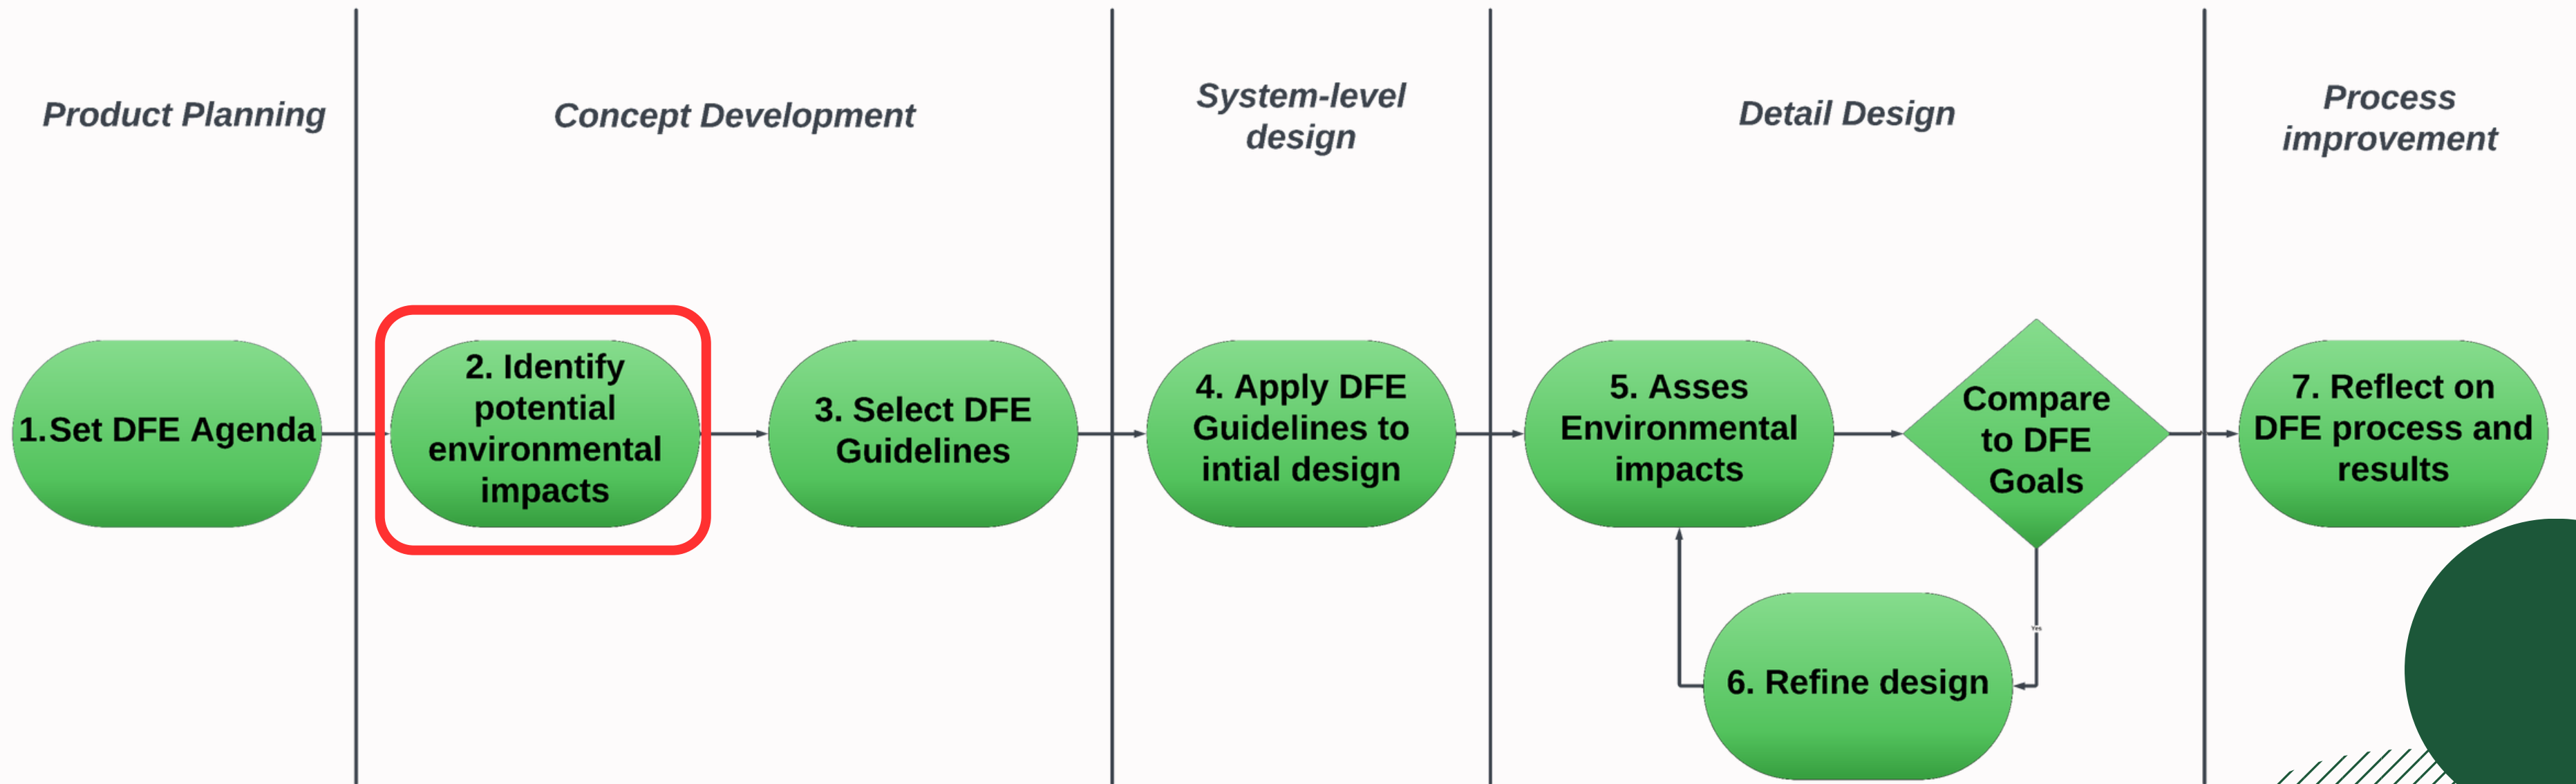 Product Planning
Concept Development
System-level
design
Detail Design
Process
improvement
1.Set DFE Agenda
2. Identify
potential
environmental
impacts
3. Select DFE
Guidelines
4. Apply DFE
Guidelines to
intial design
5. Asses
Environmental
impacts
Compare
to DFE
Goals
Yes
6. Refine design
7. Reflect on
DFE process and
results